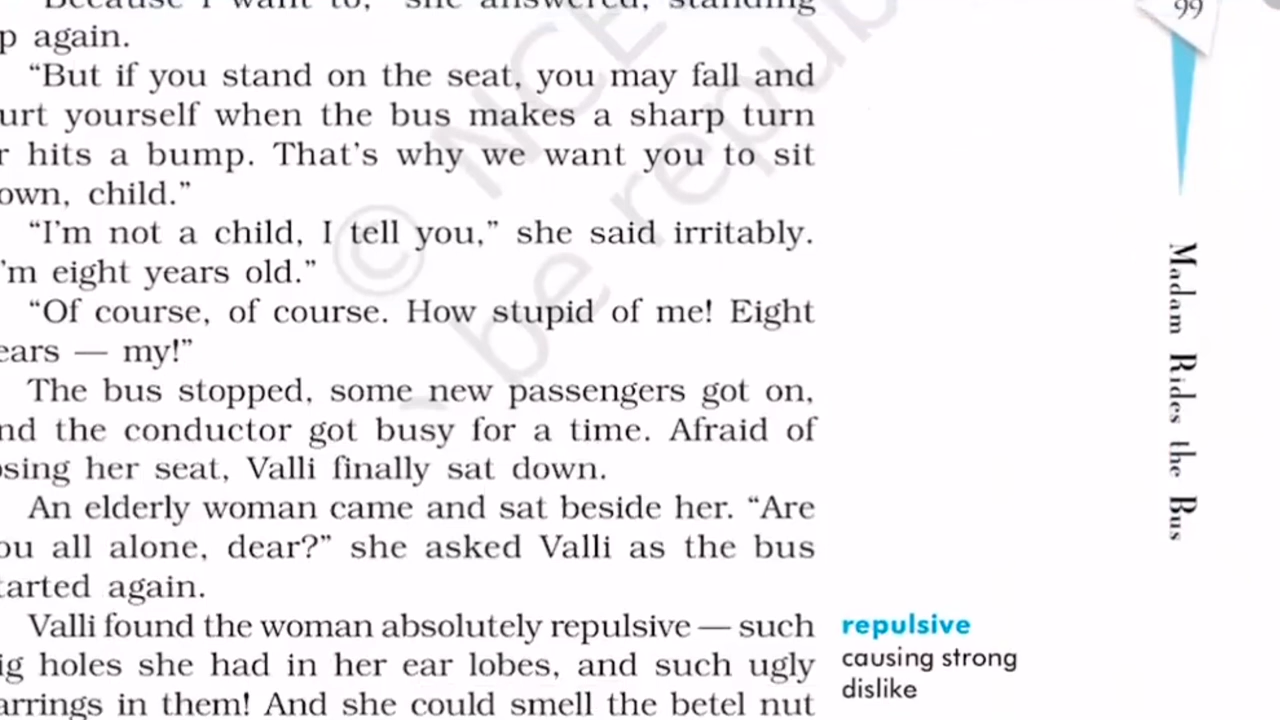 "Because I want to," she answered, standing
p again.
"But if you stand on the seat, you may fall and
urt yourself when the bus makes a sharp turn
r hits a bump. That's why we want you to sit
own, child."
"I'm not a child, I tell you," she said irritably.
'm eight years old."
"Of course, of course. How stupid of me! Eight
ears — my!"
The bus stopped, some new passengers got on,
nd the conductor got busy for a time. Afraid of
osing her seat, Valli finally sat down.
An elderly woman came and sat beside her. "Are
ou all alone, dear?" she asked Valli as the bus
tarted again.
Valli found the woman absolutely repulsive — such
ig holes she had in her ear lobes, and such ugly
arrings in them! And she could smell the betel nut
repulsive
causing strong
dislike
99
Madam Rides the Bus
© NCE
be repub